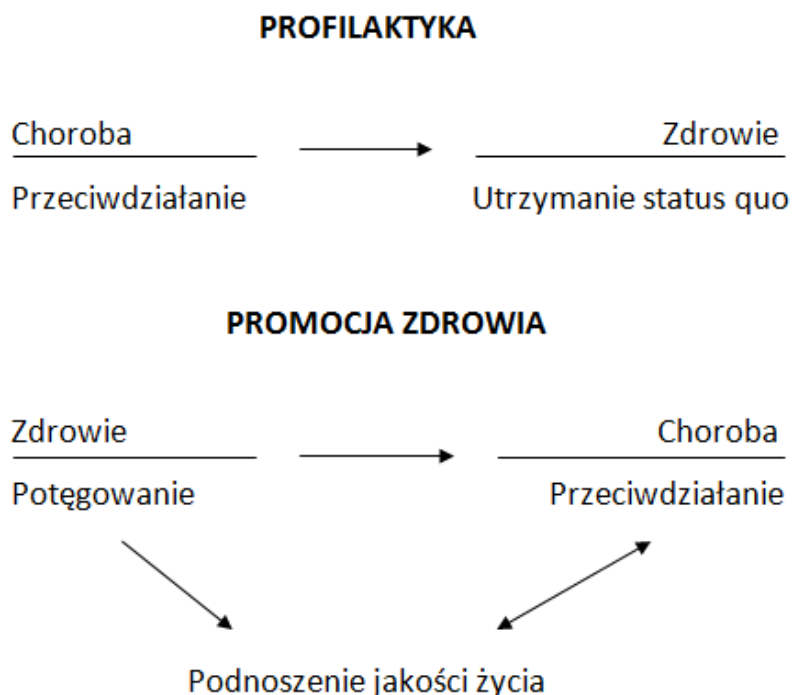 PROFILAKTYKA
Choroba Zdrowie
Przeciwdziałanie Utrzymanie status quo
PROMOCJA ZDROWIA
Zdrowie Choroba
Potęgowanie Przeciwdziałanie
Podnoszenie jakości życia